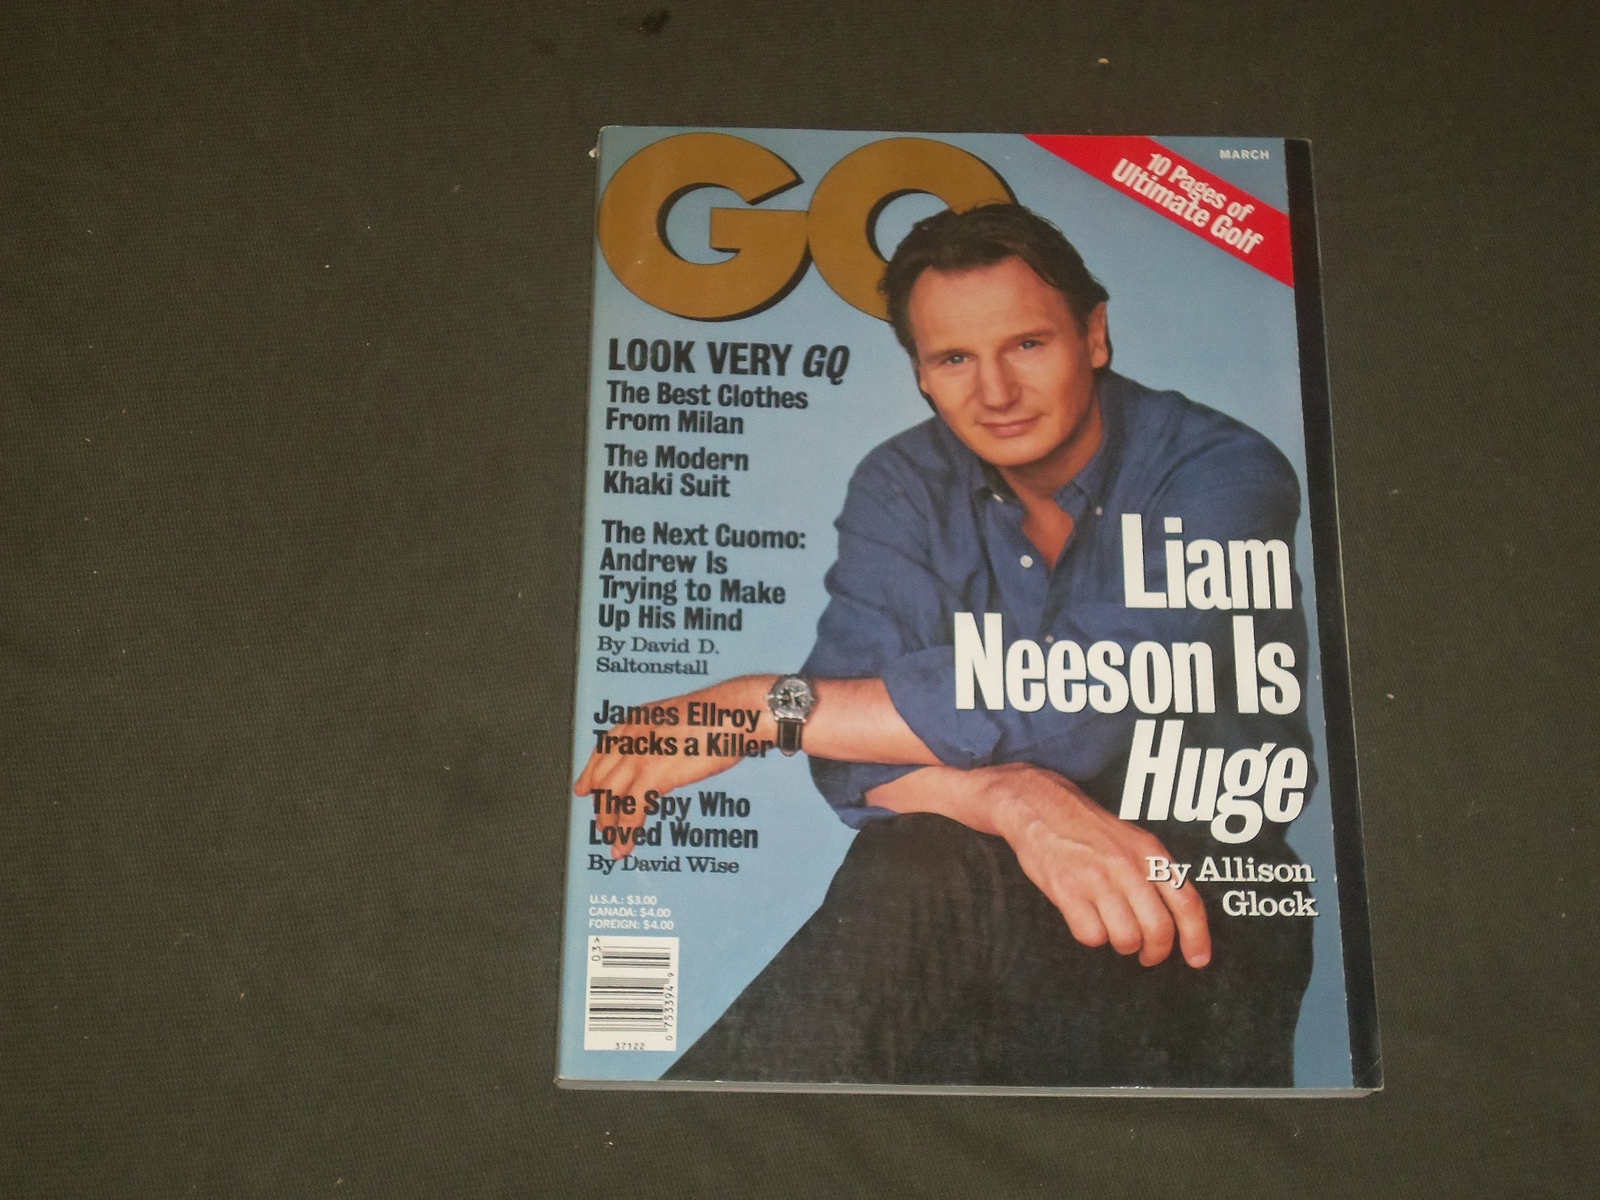 GQ
MARCH
10 Pages of
Ultimate Golf
LOOK VERY GQ
The Best Clothes
From Milan
The Modern
Khaki Suit
The Next Cuomo:
Andrew Is
Trying to Make
Up His Mind
By David D.
Saltonstall
James Ellroy
Tracks a Killer
The Spy Who
Loved Women
By David Wise
Liam
Neeson Is
Huge
By Allison
Glock
U.S.A.: $3.00
CANADA: $4.00
FOREIGN: $4.00
03>
0 753394 9
37122